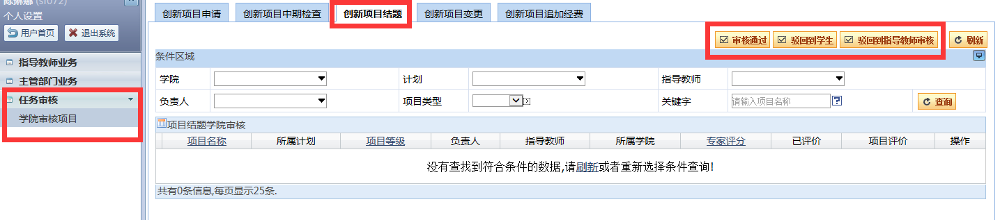 (sf072)
个人设置
用户首页 退出系统
指导教师业务
主管部门业务
任务审核
学院审核项目
创新项目申请 创新项目中期检查 创新项目结题 创新项目变更 创新项目追加经费
审核通过 驳回到学生 驳回到指导教师审核 刷新
条件区域
学院 计划 指导教师
负责人 项目类型 关键字 请输入项目名称 查询
项目结题学院审核
项目名称 所属计划 项目等级 负责人 指导教师 所属学院 专家评分 已评价 项目评价 操作
没有查找到符合条件的数据,请刷新或者重新选择条件查询!
共有0条信息,每页显示25条.